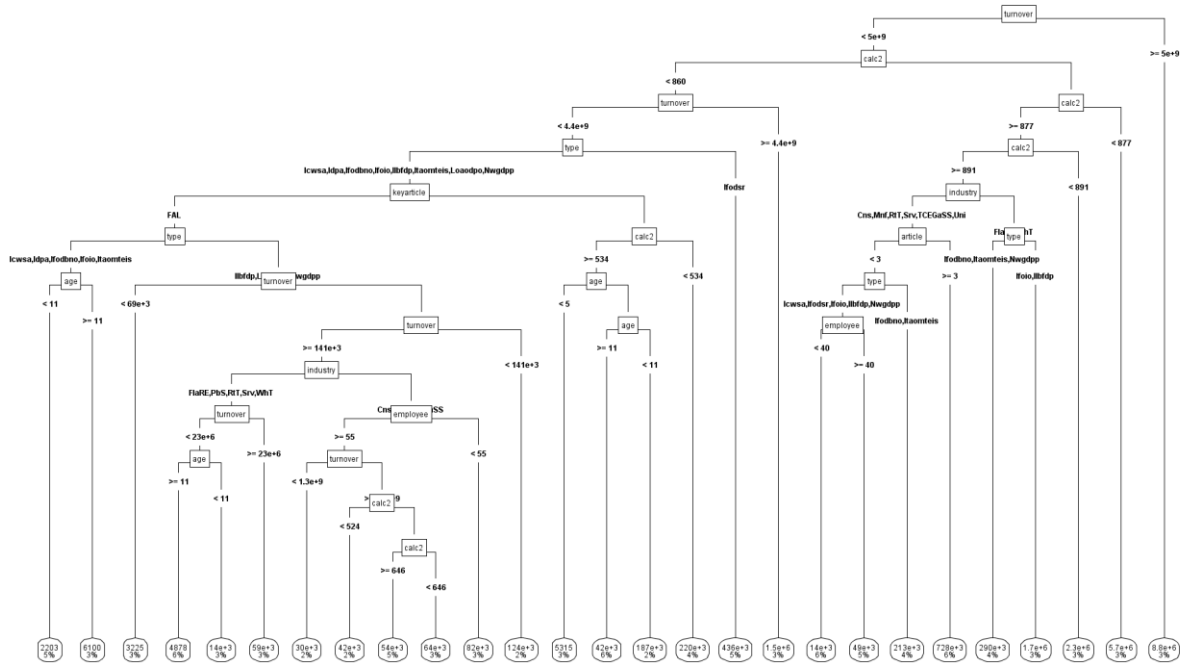 turnover
< 5e+9
>= 5e+9
calc2
< 860
turnover
calc2
< 4.4e+9
>= 4.4e+9
>= 877
< 877
type
calc2
Icwsa,Idpa,Ifodbno,Ifoio,Ilbfdp,Itaomteis,Loaodpo,Nwgdpp
Ifodsr
>= 891
< 891
keyarticle
industry
FAL
Cns,Mnf,RtT,Srv,TCEGaSS,Uni
type
calc2
article
type
Icwsa,Idpa,Ifodbno,Ifoio,Itaomteis
>= 534
< 534
< 3
>= 3
Ifodbno,Itaomteis,Nwgdpp
Ifoio,Ilbfdp
age
turnover
age
type
< 11
>= 11
< 69e+3
< 5
Icwsa,Ifodsr,Ifoio,Ilbfdp,Nwgdpp
Ifodbno,Itaomteis
turnover
age
employee
>= 141e+3
< 141e+3
>= 11
< 11
< 40
>= 40
industry
FlaRE,PbS,RtT,Srv,WhT
turnover
employee
< 23e+6
>= 23e+6
>= 55
< 55
age
turnover
>= 11
< 11
< 1.3e+9
calc2
< 524
calc2
>= 646
< 646
2203 6100 3225 4878 14e+3 59e+3 30e+3 42e+3 54e+3 64e+3 82e+3 124e+3 5315 42e+3 187e+3 220e+3 436e+3 1.5e+6 14e+3 49e+3 213e+3 728e+3 290e+3 1.7e+6 2.3e+6 5.7e+6 8.8e+6
5% 3% 3% 6% 3% 3% 2% 2% 5% 3% 3% 2% 3% 6% 2% 4% 5% 3% 6% 5% 4% 6% 3% 3% 3% 3% 3%